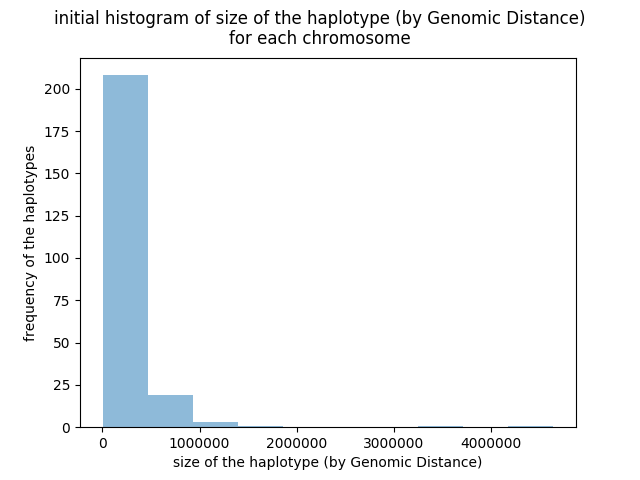 initial histogram of size of the haplotype (by Genomic Distance)
for each chromosome
200
175
150
125
100
75
50
25
0
frequency of the haplotypes
0 1000000 2000000 3000000 4000000
size of the haplotype (by Genomic Distance)